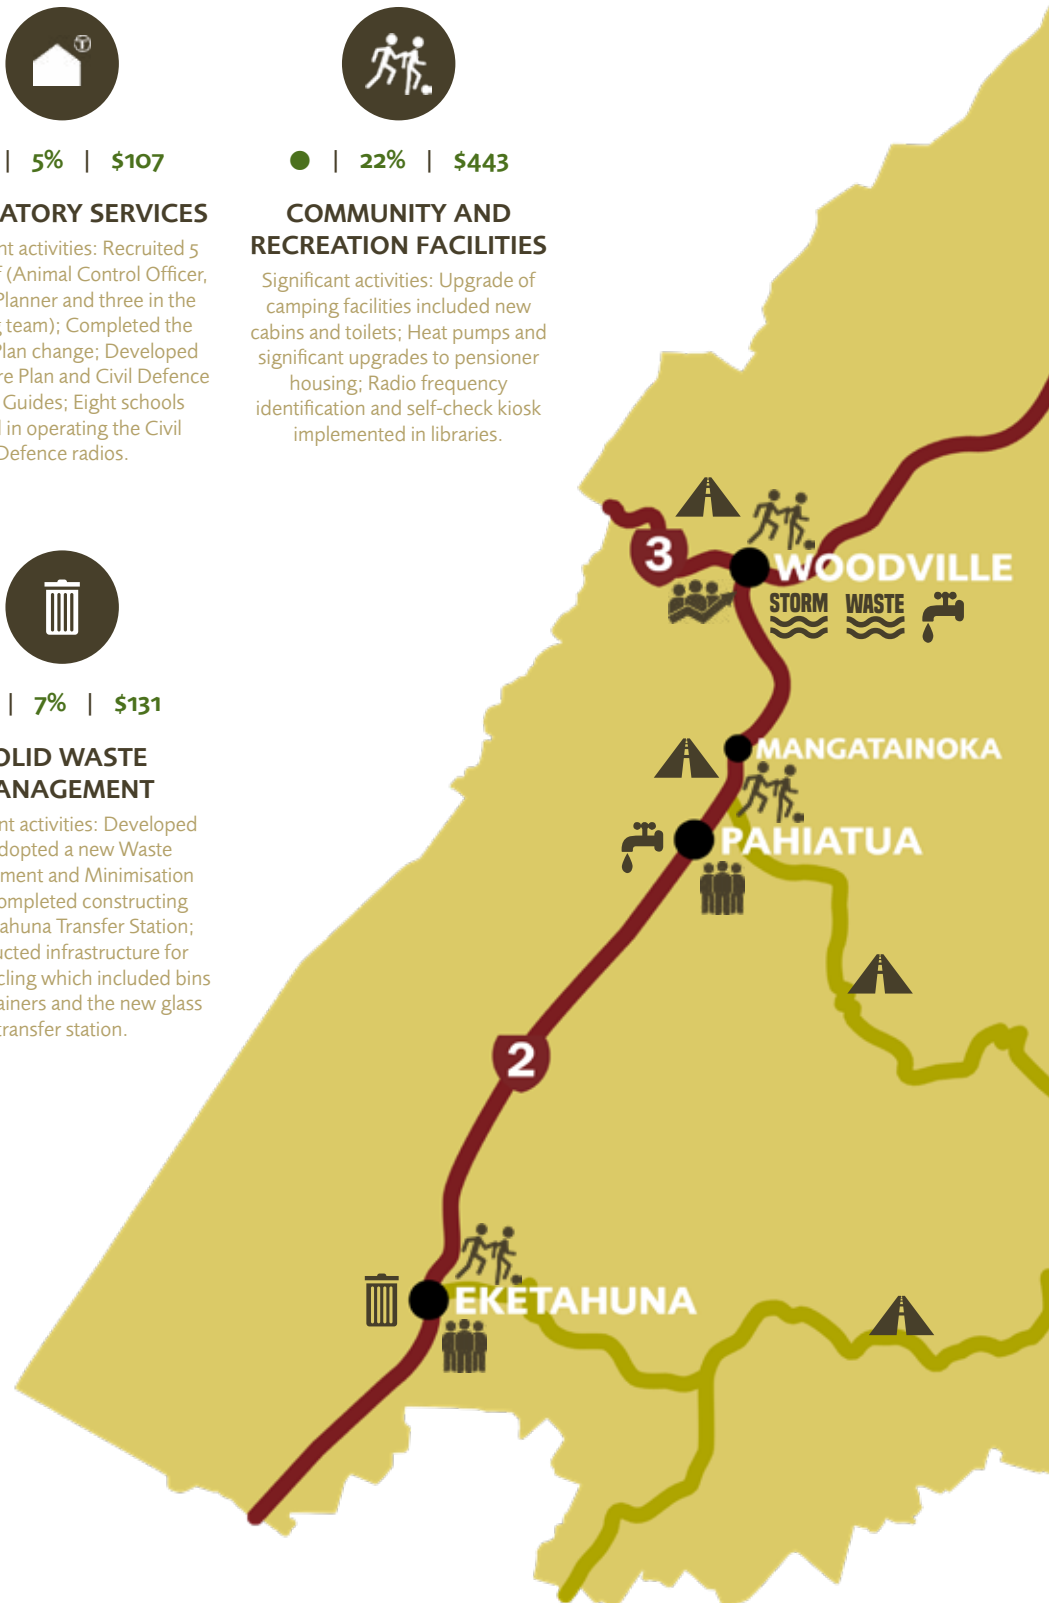 | 5% | $107
ATORY SERVICES
nt activities: Recruited 5
f (Animal Control Officer,
Planner and three in the
g team); Completed the
Plan change; Developed
re Plan and Civil Defence
Guides; Eight schools
d in operating the Civil
Defence radios.
| 22% | $443
COMMUNITY AND
RECREATION FACILITIES
Significant activities: Upgrade of
camping facilities included new
cabins and toilets; Heat pumps and
significant upgrades to pensioner
housing; Radio frequency
identification and self-check kiosk
implemented in libraries.
| 7% | $131
OLID WASTE
ANAGEMENT
nt activities: Developed
dopted a new Waste
ment and Minimisation
ompleted constructing
ahuna Transfer Station;
ucted infrastructure for
cling which included bins
ainers and the new glass
transfer station.
3
WOODVILLE
STORM WASTE
MANGATAINOKA
PAHIATUA
2
EKETAHUNA